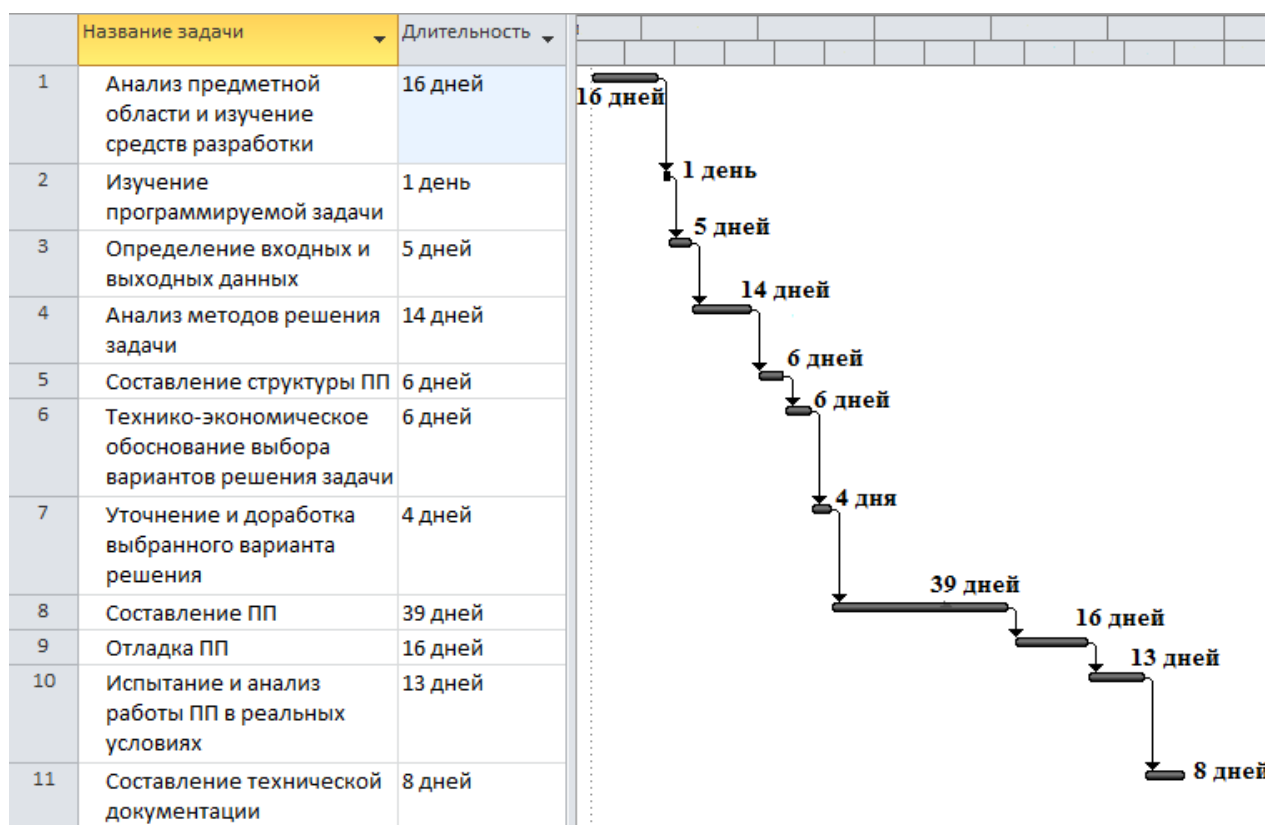 Название задачи Длительность
1 Анализ предметной 16 дней
области и изучение
средств разработки
2 Изучение 1 день
программируемой задачи
3 Определение входных и 5 дней
выходных данных
4 Анализ методов решения 14 дней
задачи
5 Составление структуры ПП 6 дней
6 Технико-экономическое 6 дней
обоснование выбора
вариантов решения задачи
7 Уточнение и доработка 4 дней
выбранного варианта
решения
8 Составление ПП 39 дней
9 Отладка ПП 16 дней
10 Испытание и анализ 13 дней
работы ПП в реальных
условиях
11 Составление технической 8 дней
документации
16 дней
1 день
5 дней
14 дней
6 дней
6 дней
4 дня
39 дней
16 дней
13 дней
8 дней